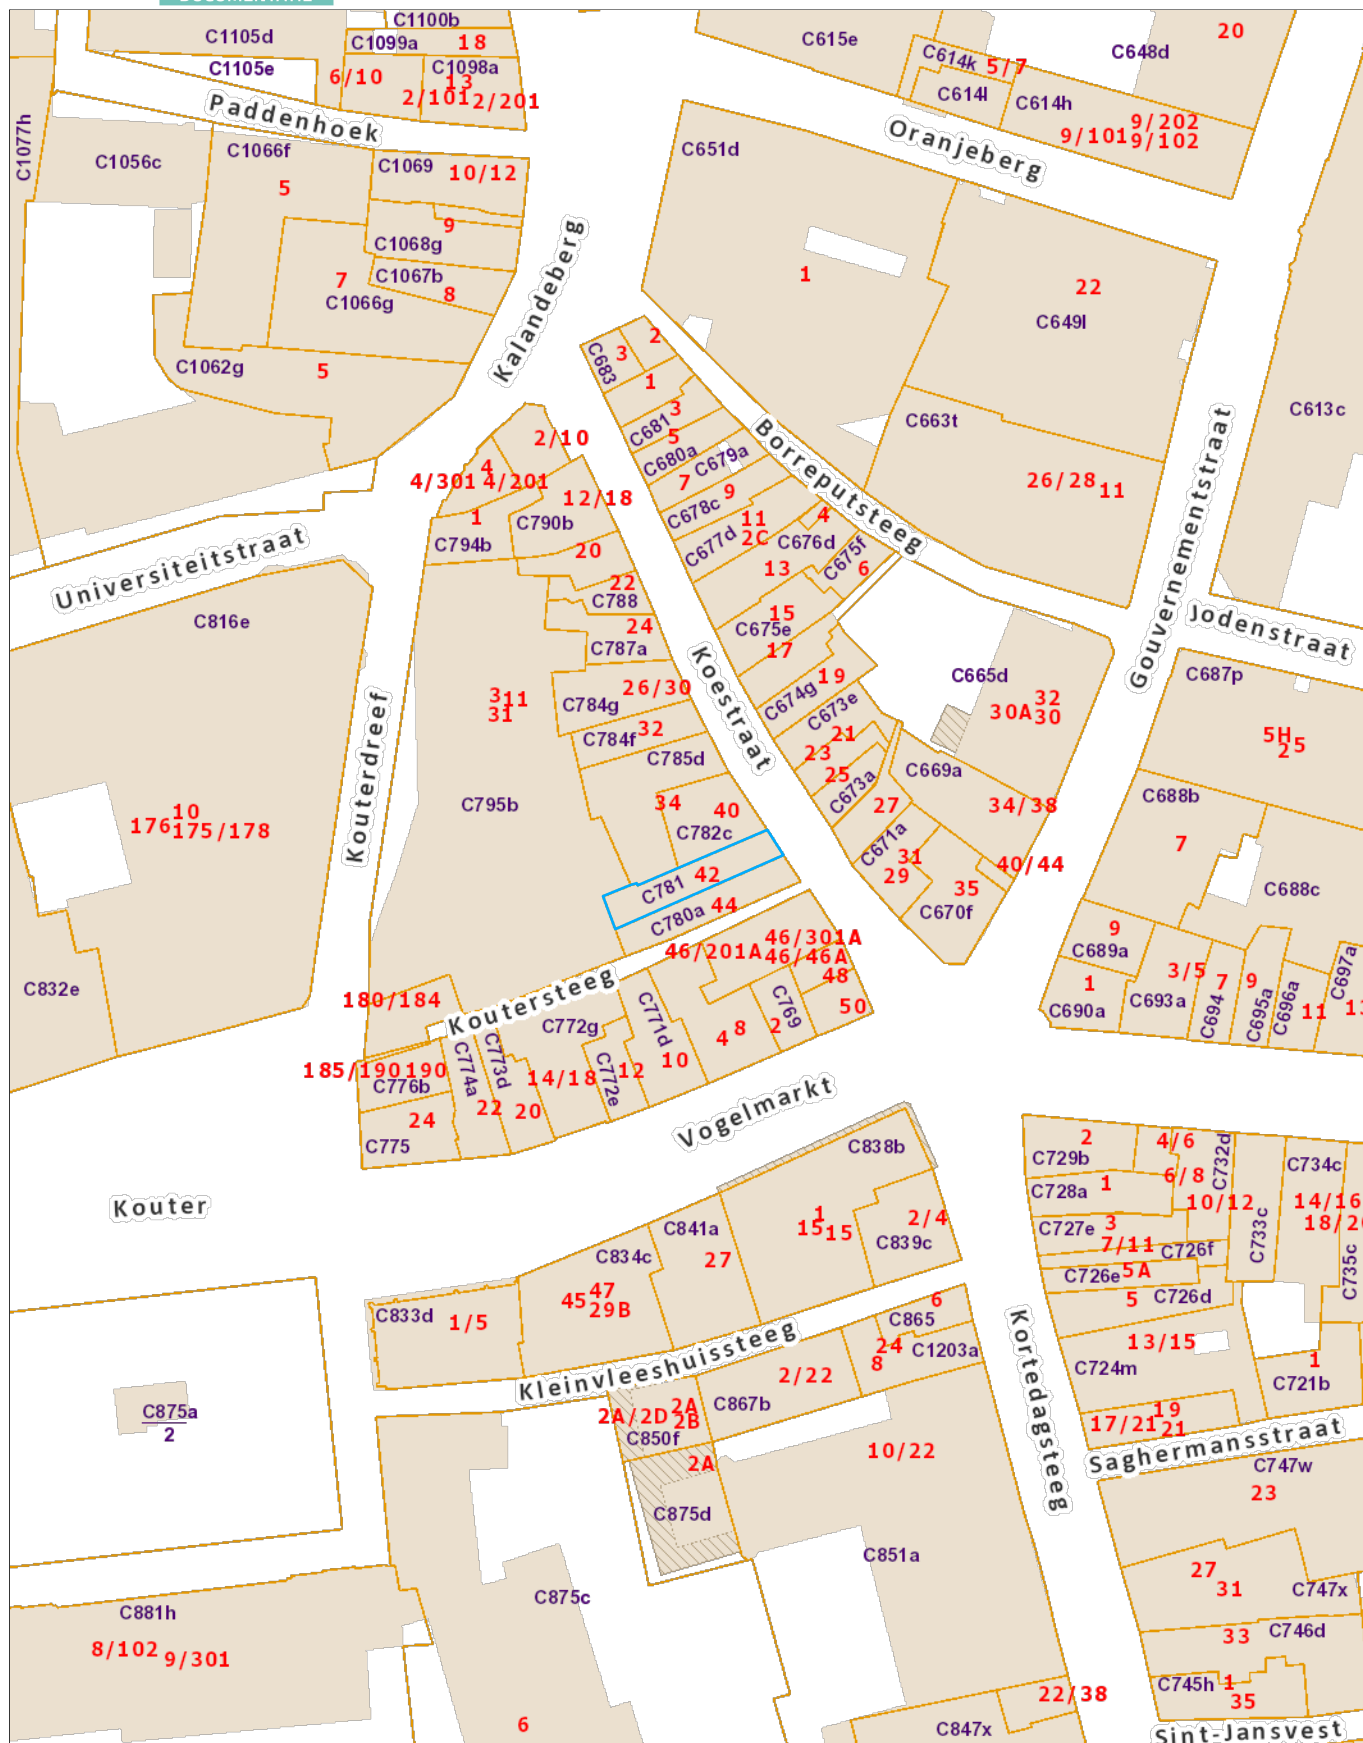 C1100b
C1105d
C1099a 18
C1105e
6/10
C1098a
13
2/101 2/201
Paddenhoek
C1077h
C1056c
C1066f
5
C1069
10/12
9
C1068g
C1067b
8
7
C1066g
C1062g
5
Kalandeberg
C615e
C614k 5/7
C614l
C614h
C648d
20
9/202
9/101 9/102
Oranjeberg
C651d
1
22
C649l
C663t
26/28 11
C613c
Gouvernementstraat
Jodenstraat
Borreputsteeg
C683
3
2
1
3
C681
5
C680a
C679a
7
9
C678c
11
2C
C677d
C676d
4
C675f
6
13
15
C675e
17
19
C674g
C673e
21
23
25
C673a
27
C671a
31
29
35
C670f
C669a
34/38
40/44
C665d
32
30A 30
Koestraat
2/10
4
4/301 4/201
1
C794b
12/18
C790b
20
22
C788
24
C787a
26/30
C784g
32
C784f
C785d
34
40
C782c
C781 42
C780a 44
3 11
31
C795b
Universiteitstraat
C816e
10
176 175/178
Kouterdreef
C832e
C687p
5H
2 5
C688b
7
C688c
9
C689a
1
C690a
3/5
C693a
7
C694
9
C695a
C696a
11
C697a
46/301A
46/201A 46/46A
48
50
C769
2
4 8
C771d
10
Koutersteeg
180/184
185/190 190
C776b
24
C775
C774a
22
C773d
20
14/18
C772g
C772e
12
Vogelmarkt
Kouter
C838b
1
15 15
2/4
C839c
C841a
27
C834c
47
45 29B
C833d
1/5
Kleinvleeshuissteeg
6
C865
24
8
C1203a
2/22
C867b
2A
2A/2D 2B
C850f
2A
C875d
10/22
C851a
C875a
2
C875c
6
C881h
8/102 9/301
Kortedagsteeg
2
C729b
4/6
6/8
C732d
C728a 1
10/12
C727e 3
7/11
C726f
C726e 5A
5
C726d
C733c
C734c
14/16
C735c
13/15
C724m
1
C721b
19
17/21 21
Saghermansstraat
C747w
23
27
31
C747x
33
C746d
C745h 1
35
22/38
C847x
Sint-Jansvest